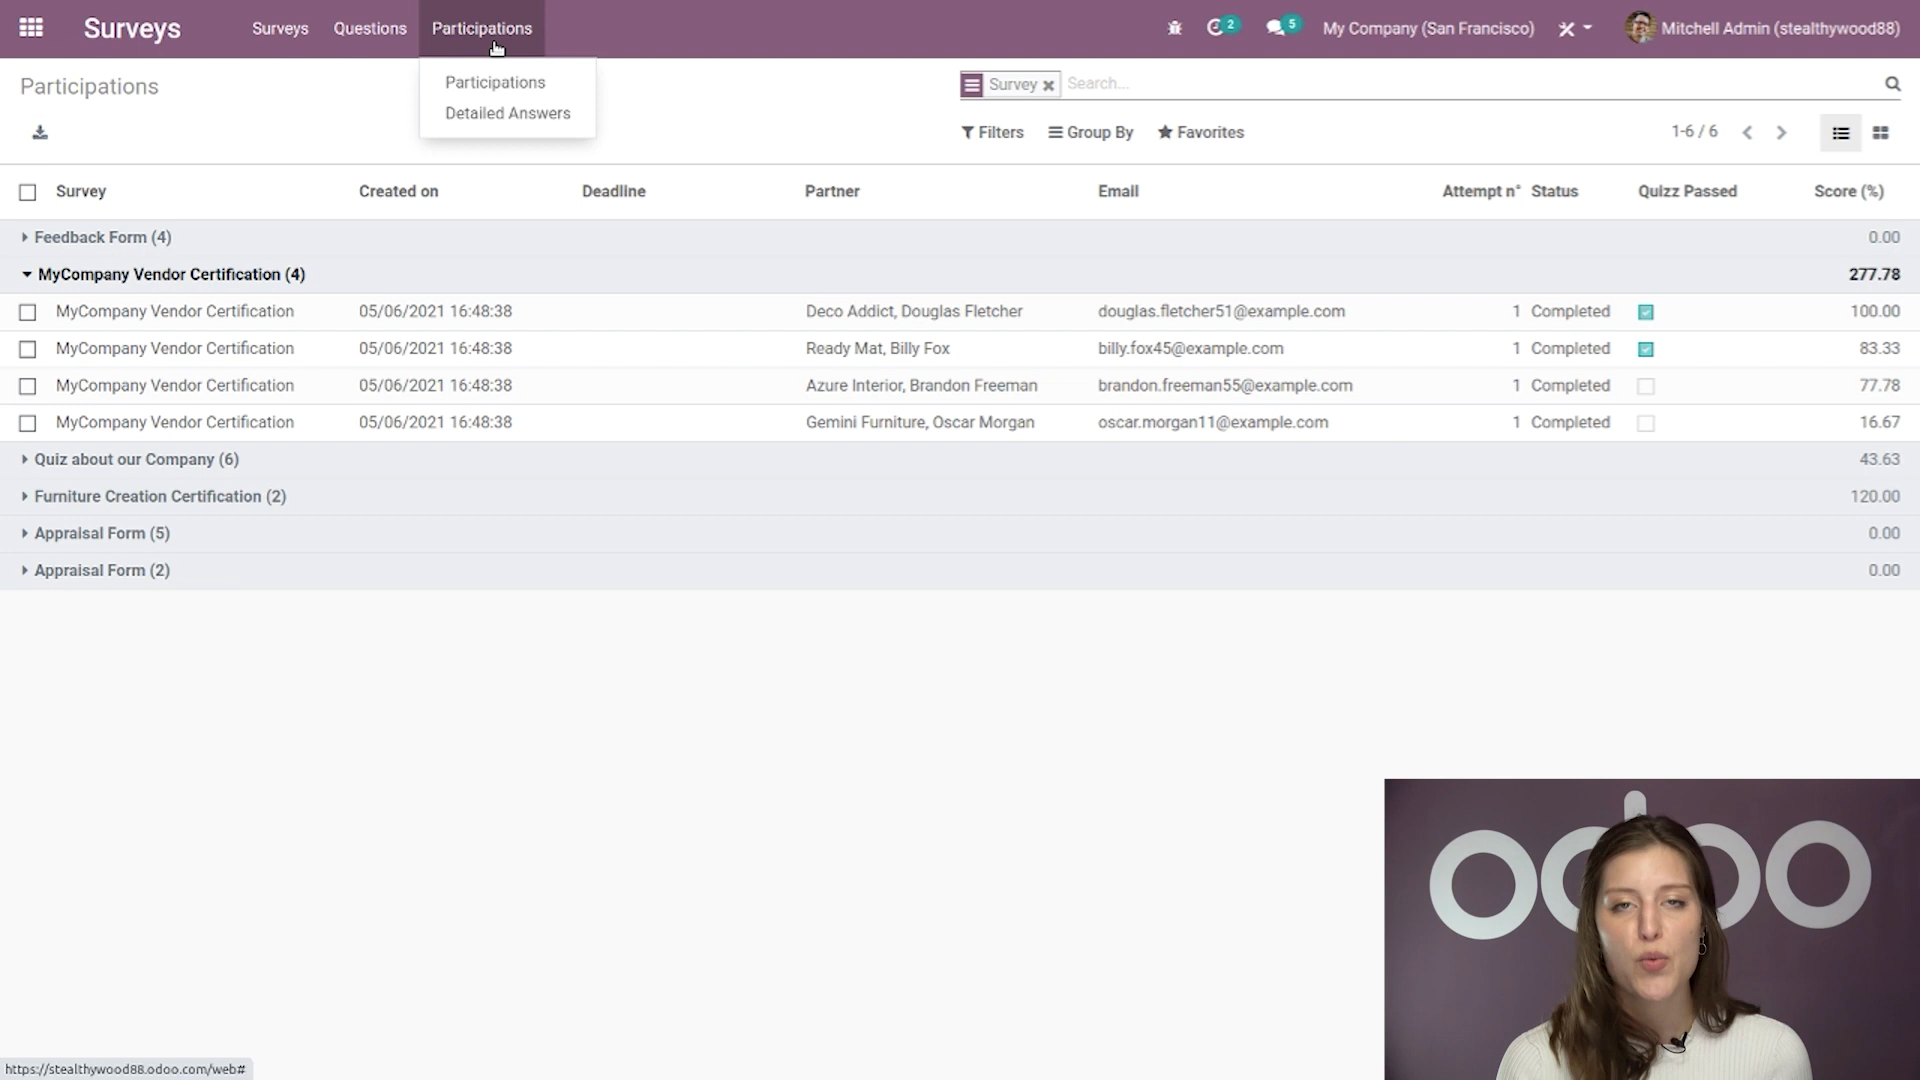 Surveys Surveys Questions Participations 2 5 My Company (San Francisco) Mitchell Admin (stealthywood88)
Participations
Participations
Detailed Answers
Survey Search...
Filters Group By Favorites 1-6 / 6
Survey Created on Deadline Partner Email Attempt n° Status Quizz Passed Score (%)
Feedback Form (4) 0.00
MyCompany Vendor Certification (4) 277.78
MyCompany Vendor Certification 05/06/2021 16:48:38 Deco Addict, Douglas Fletcher douglas.fletcher51@example.com 1 Completed 100.00
MyCompany Vendor Certification 05/06/2021 16:48:38 Ready Mat, Billy Fox billy.fox45@example.com 1 Completed 83.33
MyCompany Vendor Certification 05/06/2021 16:48:38 Azure Interior, Brandon Freeman brandon.freeman55@example.com 1 Completed 77.78
MyCompany Vendor Certification 05/06/2021 16:48:38 Gemini Furniture, Oscar Morgan oscar.morgan11@example.com 1 Completed 16.67
Quiz about our Company (6) 43.63
Furniture Creation Certification (2) 120.00
Appraisal Form (5) 0.00
Appraisal Form (2) 0.00
odoo
https://stealthywood88.odoo.com/web#